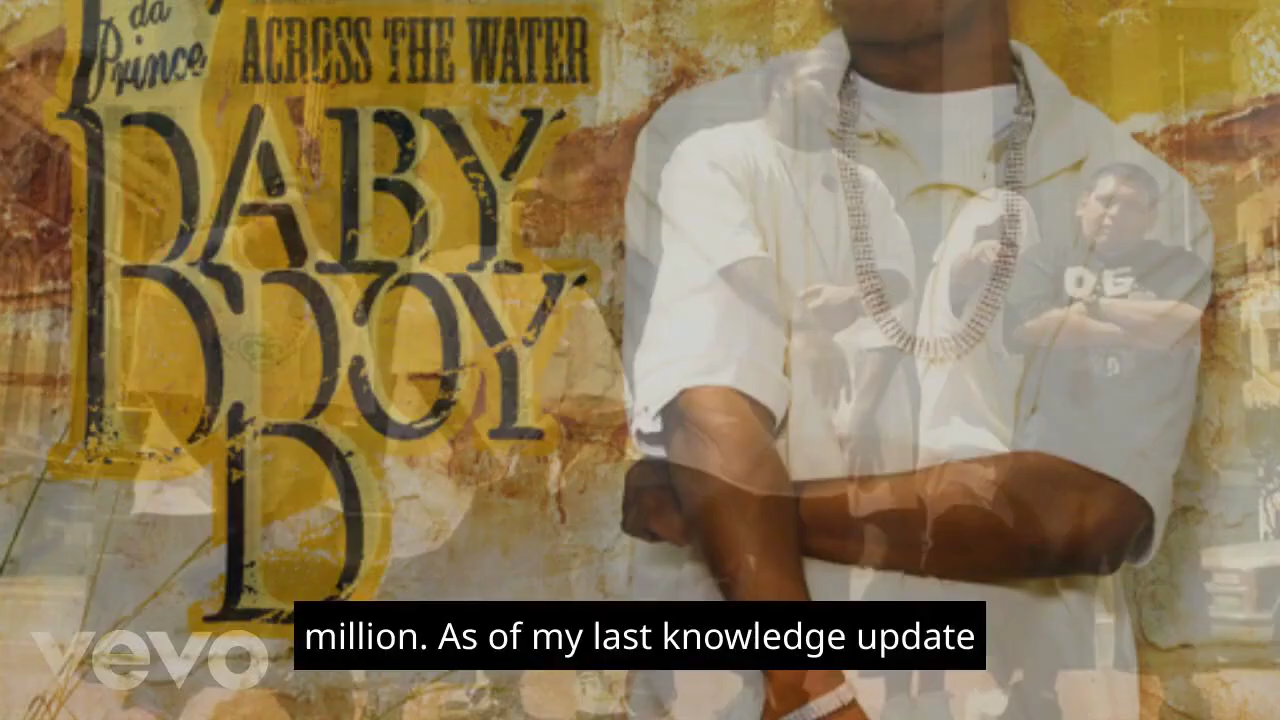 da
Prince
ACROSS THE WATER
BABY
BOY
D
O.G.
vevo
million. As of my last knowledge update